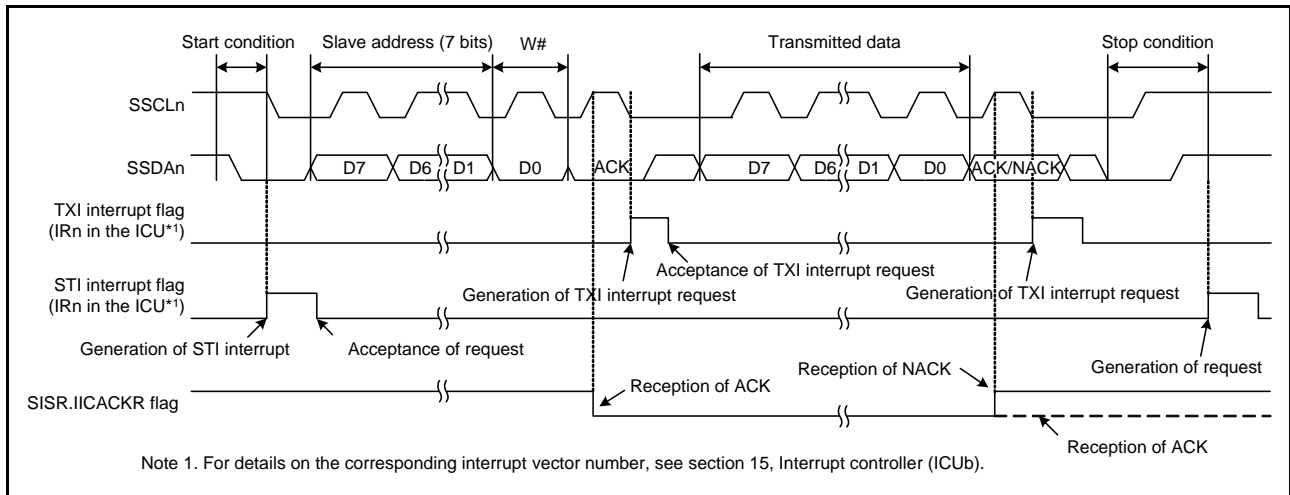 Start condition Slave address (7 bits) W# Transmitted data Stop condition
SSCLn
SSDAn D7 D6 D1 D0 ACK D7 D6 D1 D0 ACK/NACK
TXI interrupt flag
(IRn in the ICU*1)
Acceptance of TXI interrupt request
Generation of TXI interrupt request Generation of TXI interrupt request
STI interrupt flag
(IRn in the ICU*1)
Generation of STI interrupt Acceptance of request Generation of request
Reception of ACK Reception of NACK
SISR.IICACKR flag
Reception of ACK
Note 1. For details on the corresponding interrupt vector number, see section 15, Interrupt controller (ICUb).